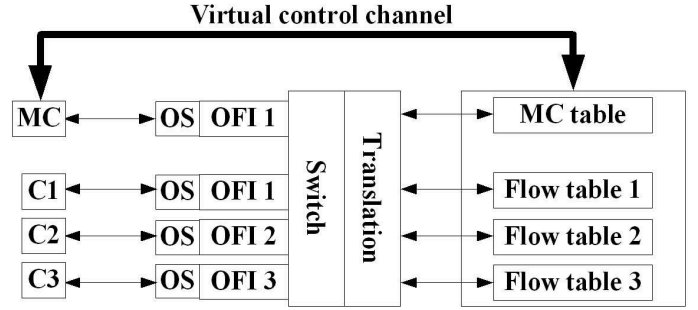 Virtual control channel
MC OS OFI 1 MC table
Switch
Translation
C1 OS OFI 1 Flow table 1
C2 OS OFI 2 Flow table 2
C3 OS OFI 3 Flow table 3